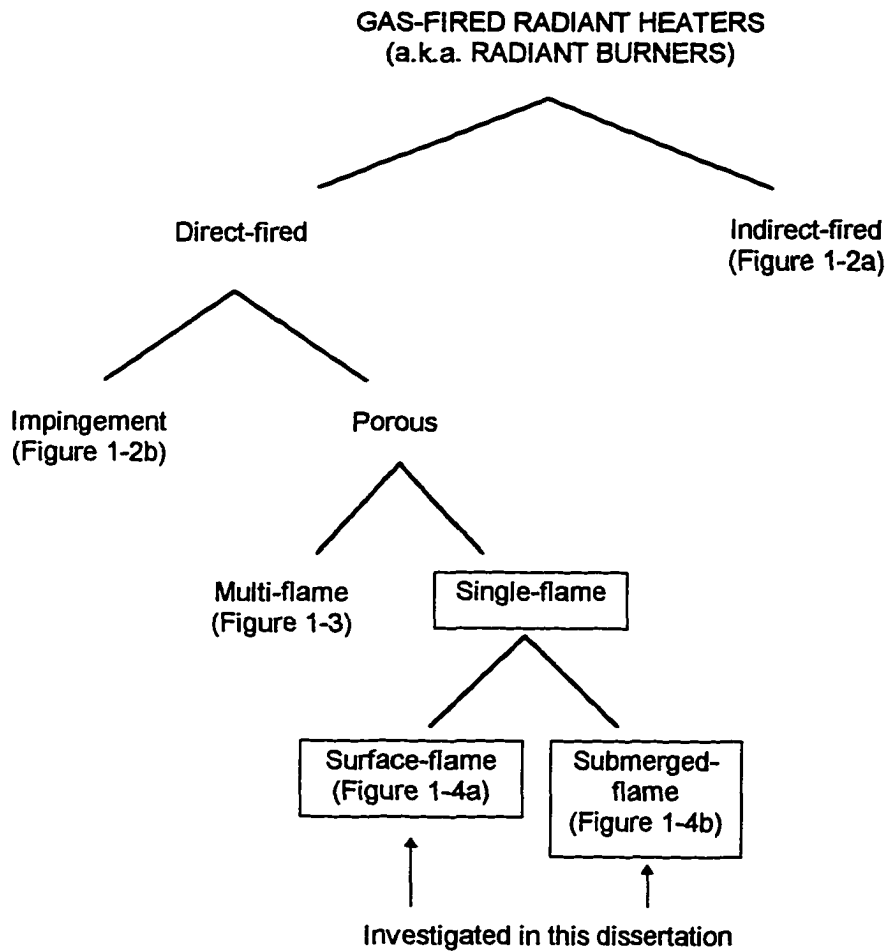 GAS-FIRED RADIANT HEATERS
(a.k.a. RADIANT BURNERS)
Direct-fired
Indirect-fired
(Figure 1-2a)
Impingement
(Figure 1-2b)
Porous
Multi-flame
(Figure 1-3)
Single-flame
Surface-flame
(Figure 1-4a)
Submerged-
flame
(Figure 1-4b)
Investigated in this dissertation